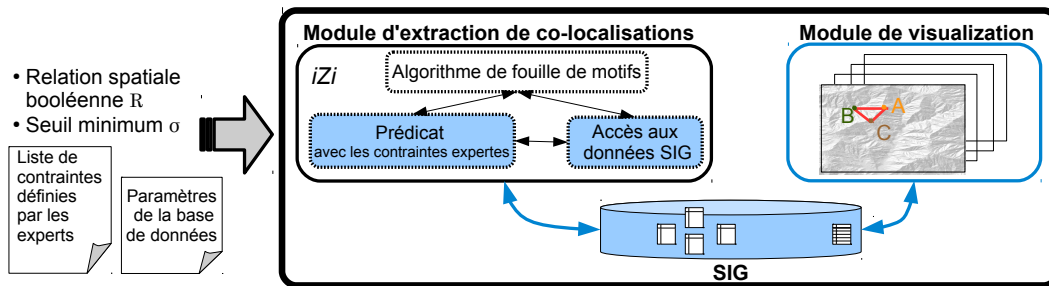 • Relation spatiale
booléenne R
• Seuil minimum σ
Liste de
contraintes
définies
par les
experts
Paramètres
de la base
de données
Module d'extraction de co-localisations
iZi
Algorithme de fouille de motifs
Prédicat
avec les contraintes expertes
Accès aux
données SIG
Module de visualization
A
B
C
SIG